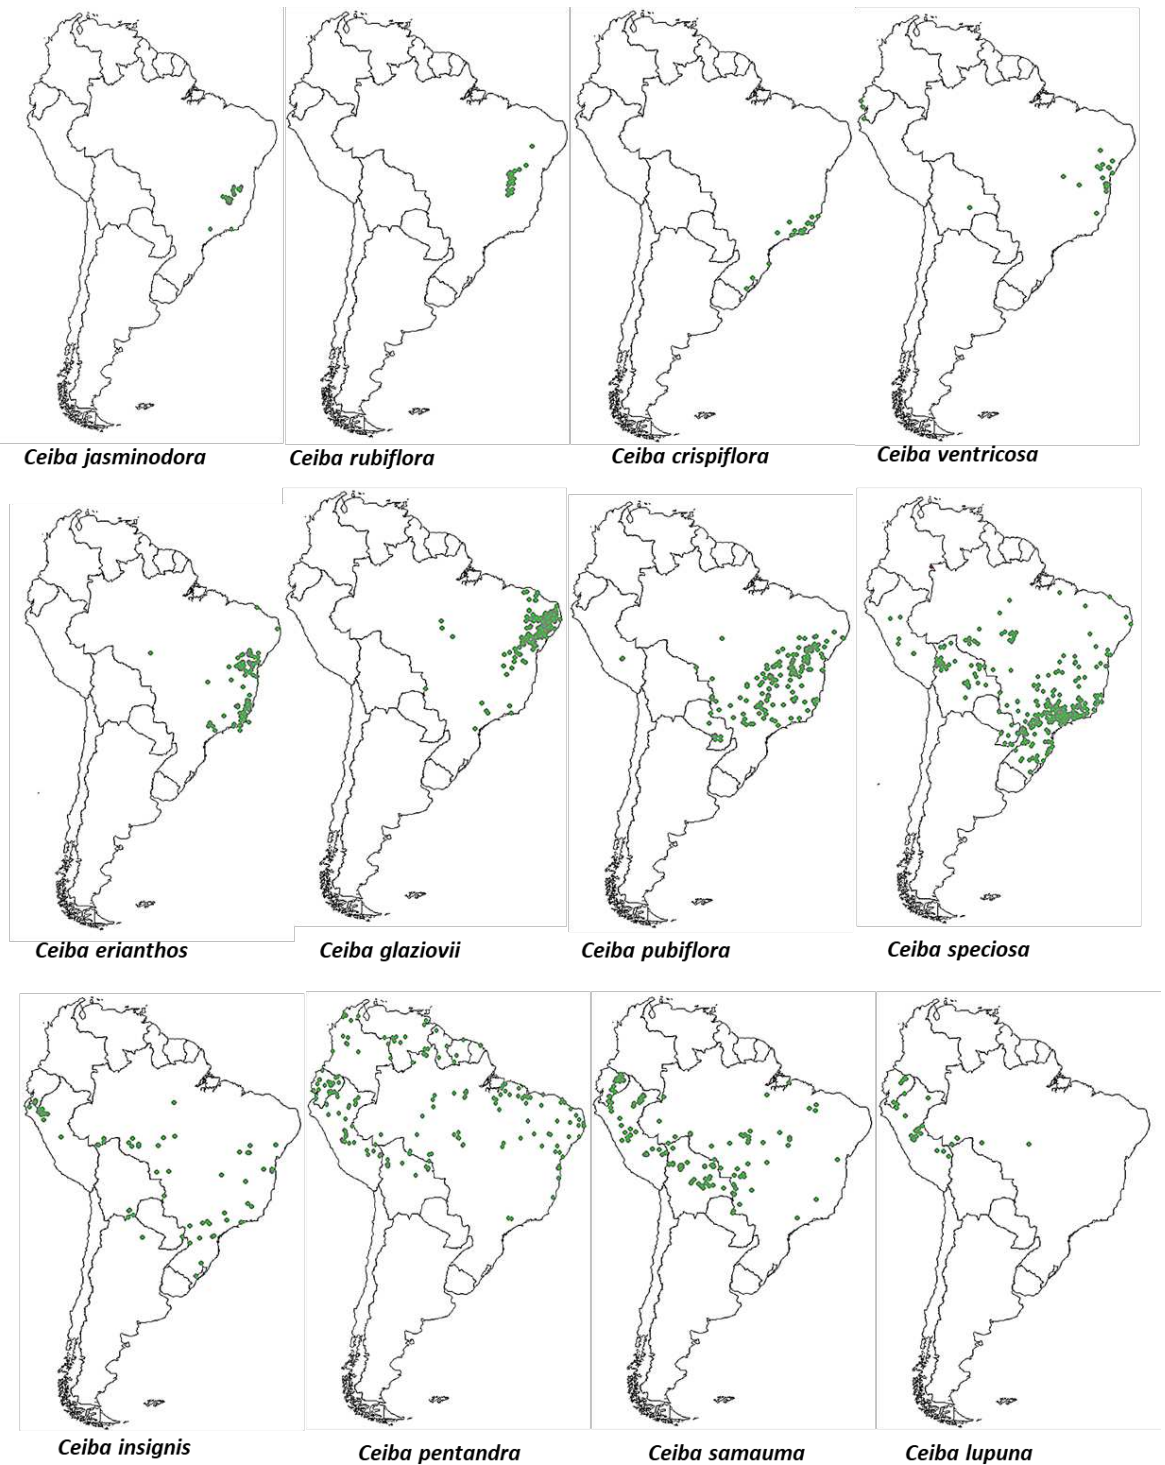 Ceiba jasminodora
Ceiba rubiflora
Ceiba crispiflora
Ceiba ventricosa
Ceiba erianthos
Ceiba glaziovii
Ceiba pubiflora
Ceiba speciosa
Ceiba insignis
Ceiba pentandra
Ceiba samauma
Ceiba lupuna